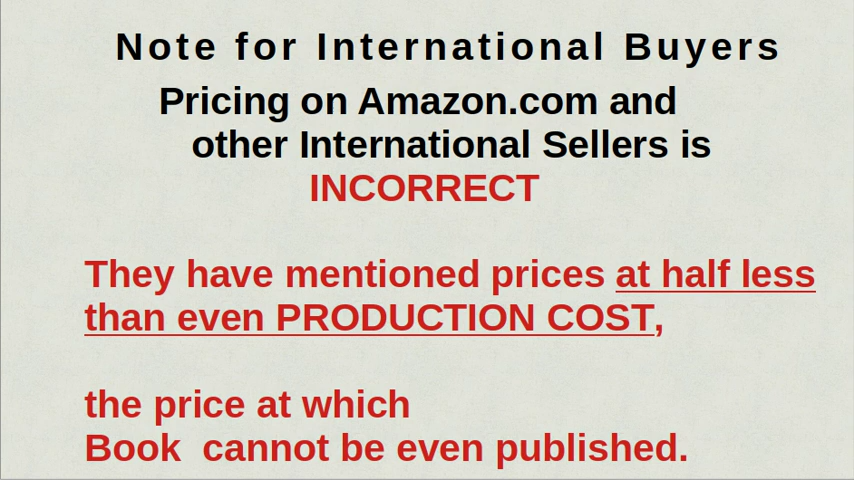 Note for International Buyers
Pricing on Amazon.com and
other International Sellers is
INCORRECT
They have mentioned prices at half less
than even PRODUCTION COST,
the price at which
Book  cannot be even published.